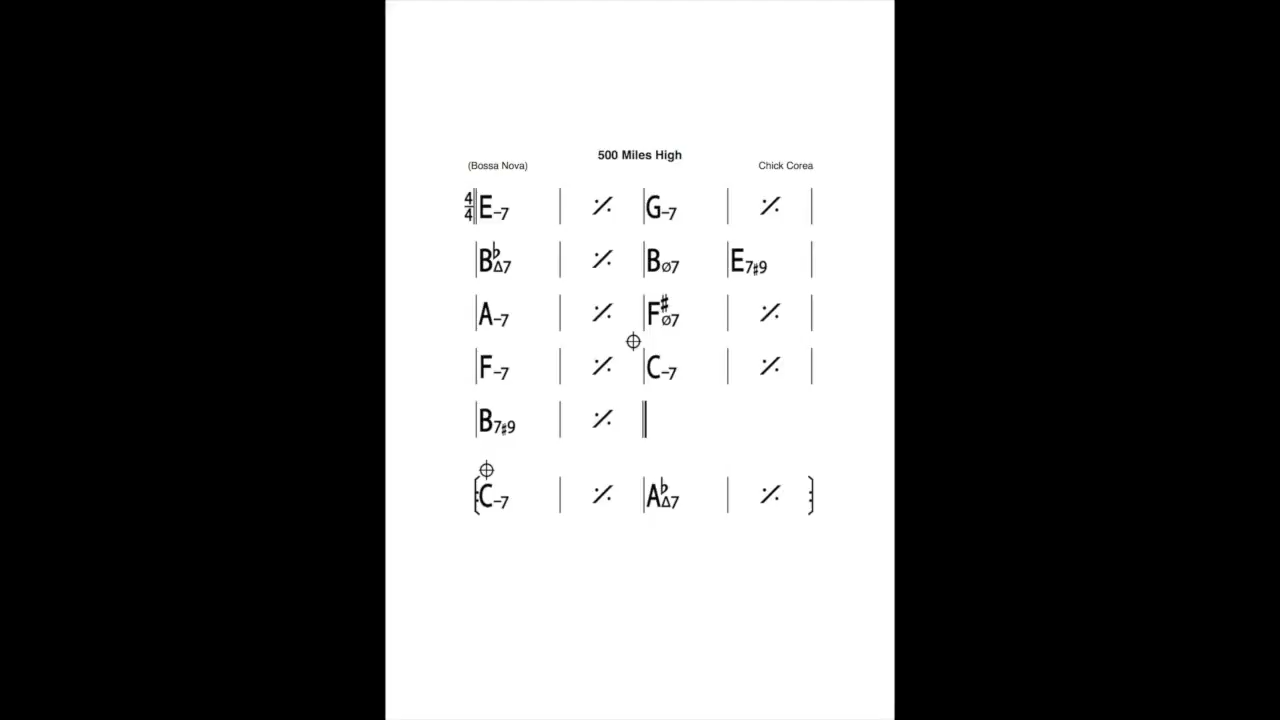 500 Miles High
(Bossa Nova) Chick Corea
4/4 E–7 | 𝄎 | G–7 | 𝄎 |
| B♭Δ7 | 𝄎 | Bø7 | E7♯9 |
| A–7 | 𝄎 | F♯ø7 | 𝄎 |
| F–7 | 𝄎 𝄌 | C–7 | 𝄎 |
| B7♯9 | 𝄎 ‖
𝄌
C–7 | 𝄎 | A♭Δ7 | 𝄎